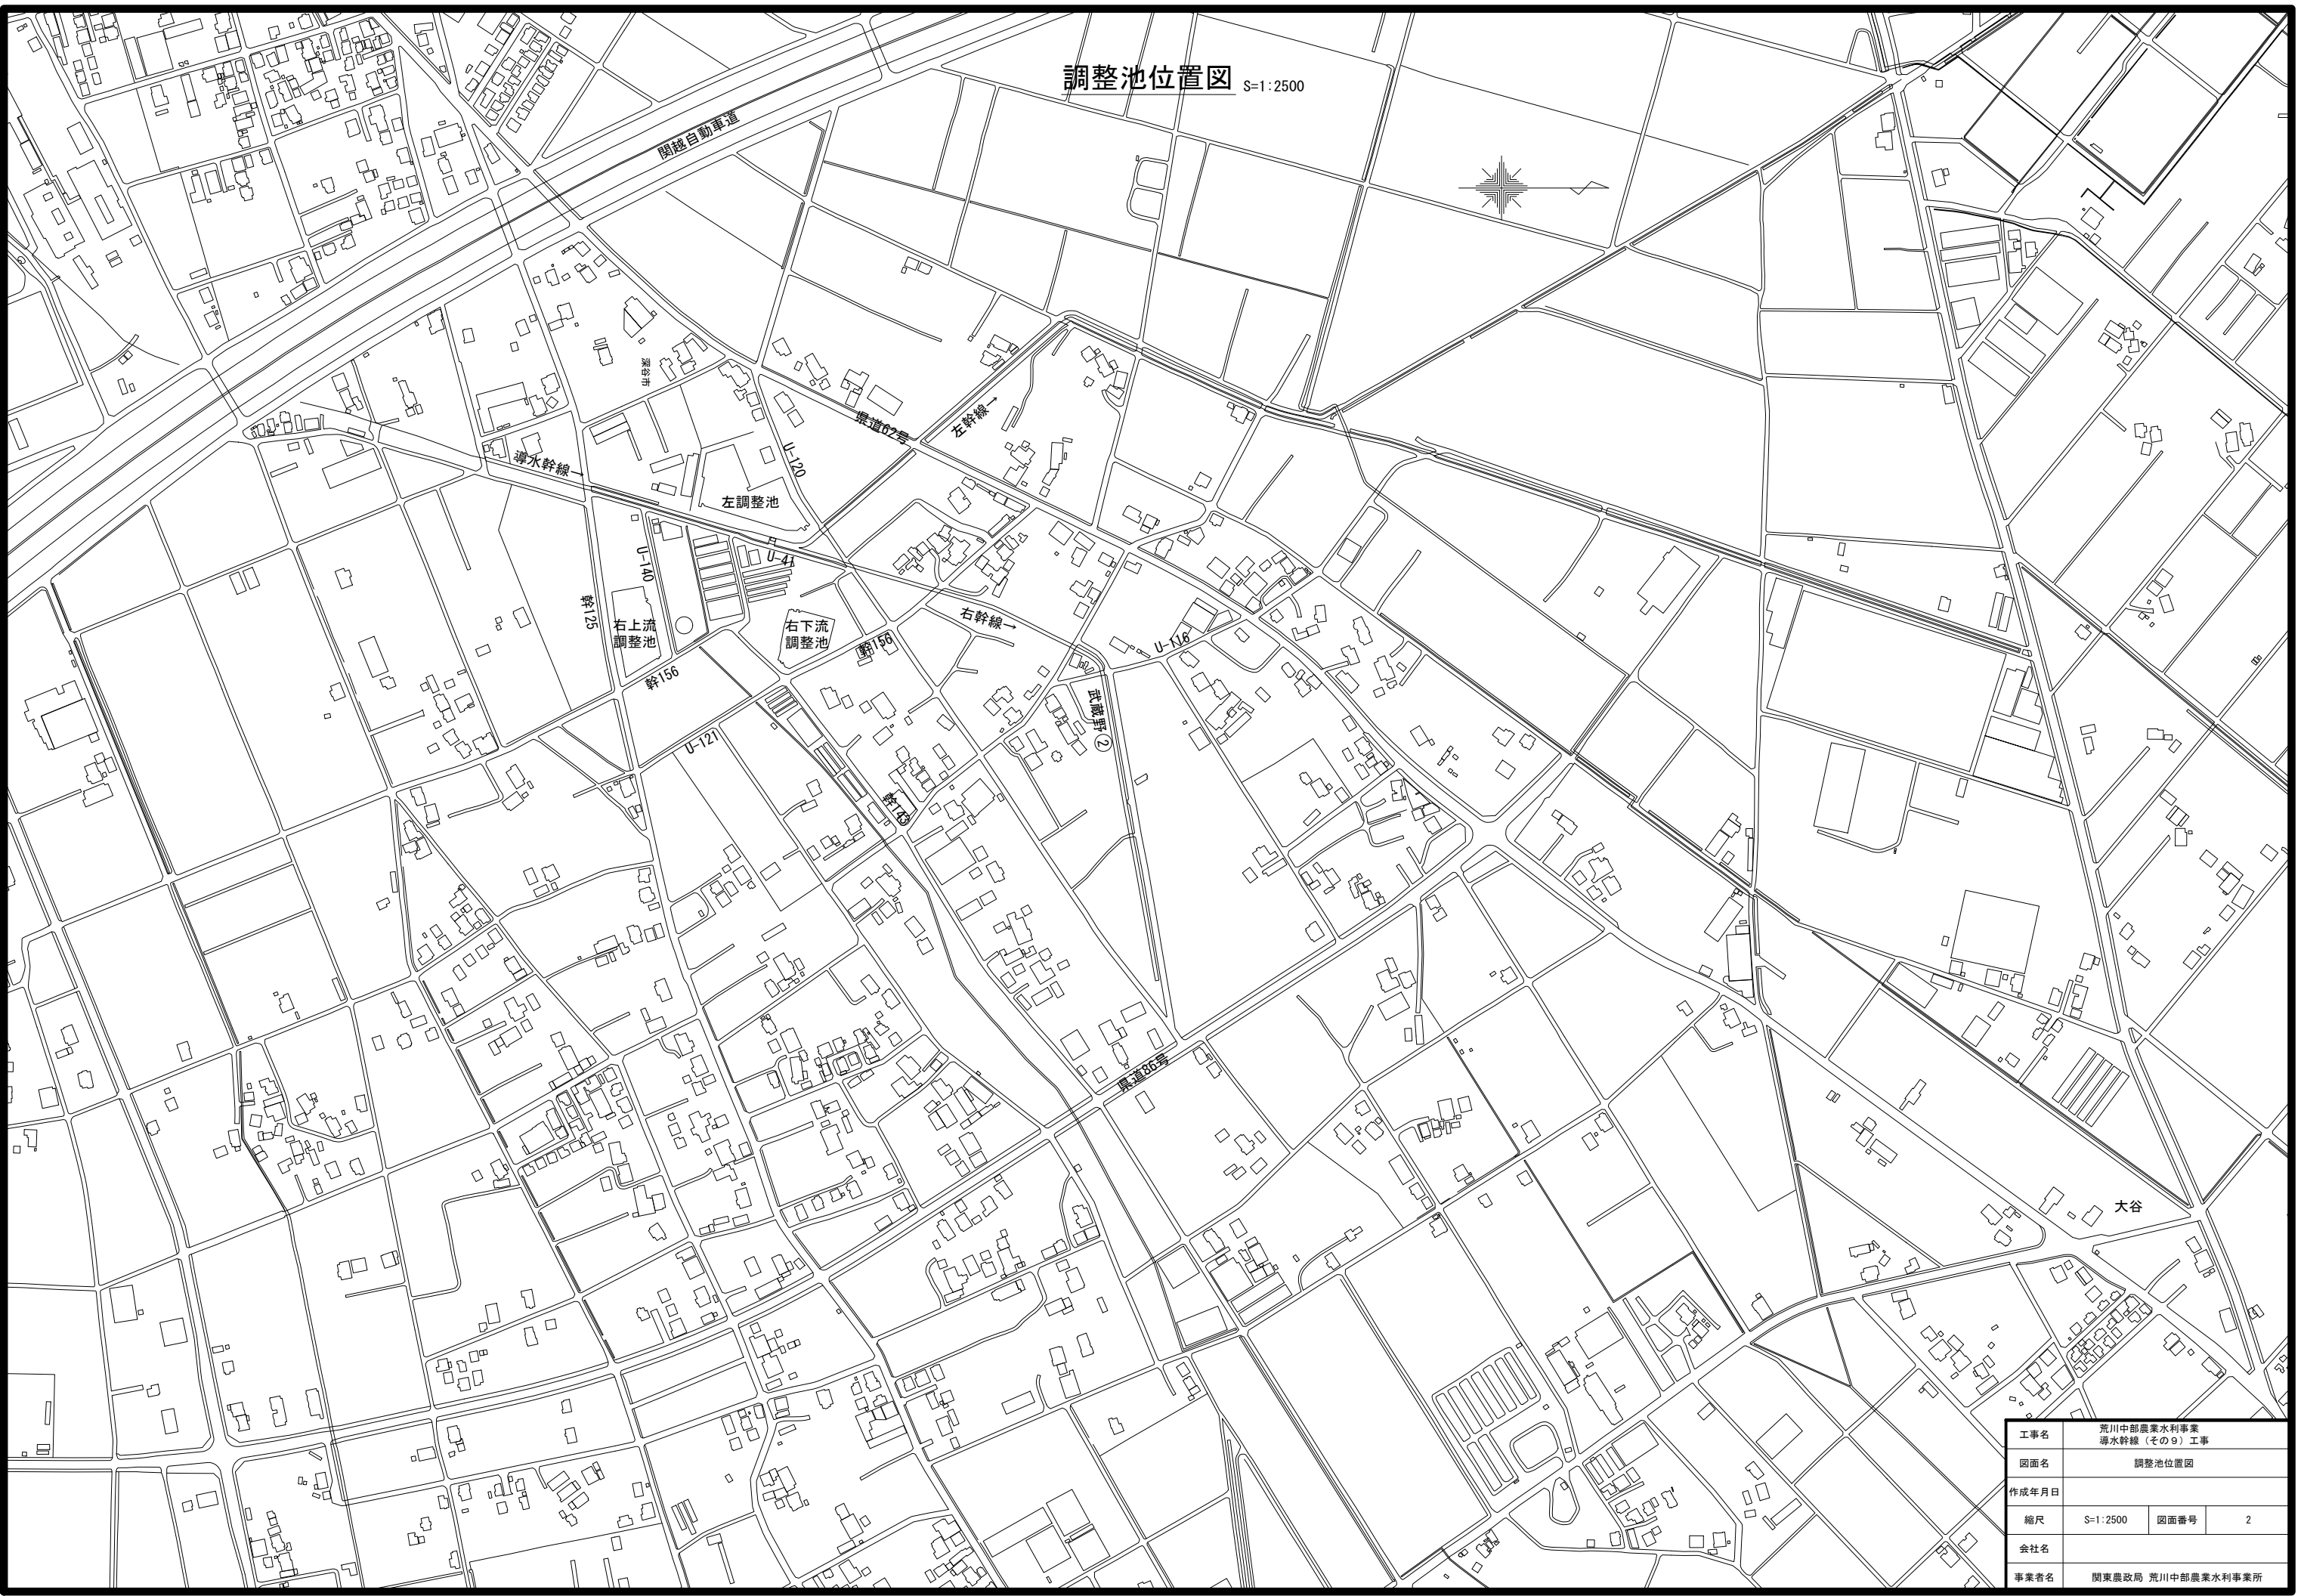 調整池位置図 S=1:2500
関越自動車道
深谷市
県道62号
左幹線→
導水幹線→
U-120
左調整池
U-140
U-41
幹125
右上流
調整池
右下流
調整池
右幹線→
幹156
幹156
U-116
武蔵野②
U-121
幹143
県道86号
大谷
工事名 荒川中部農業水利事業
導水幹線（その９）工事
図面名 調整池位置図
作成年月日
縮尺 S=1:2500 図面番号 2
会社名
事業者名 関東農政局 荒川中部農業水利事業所